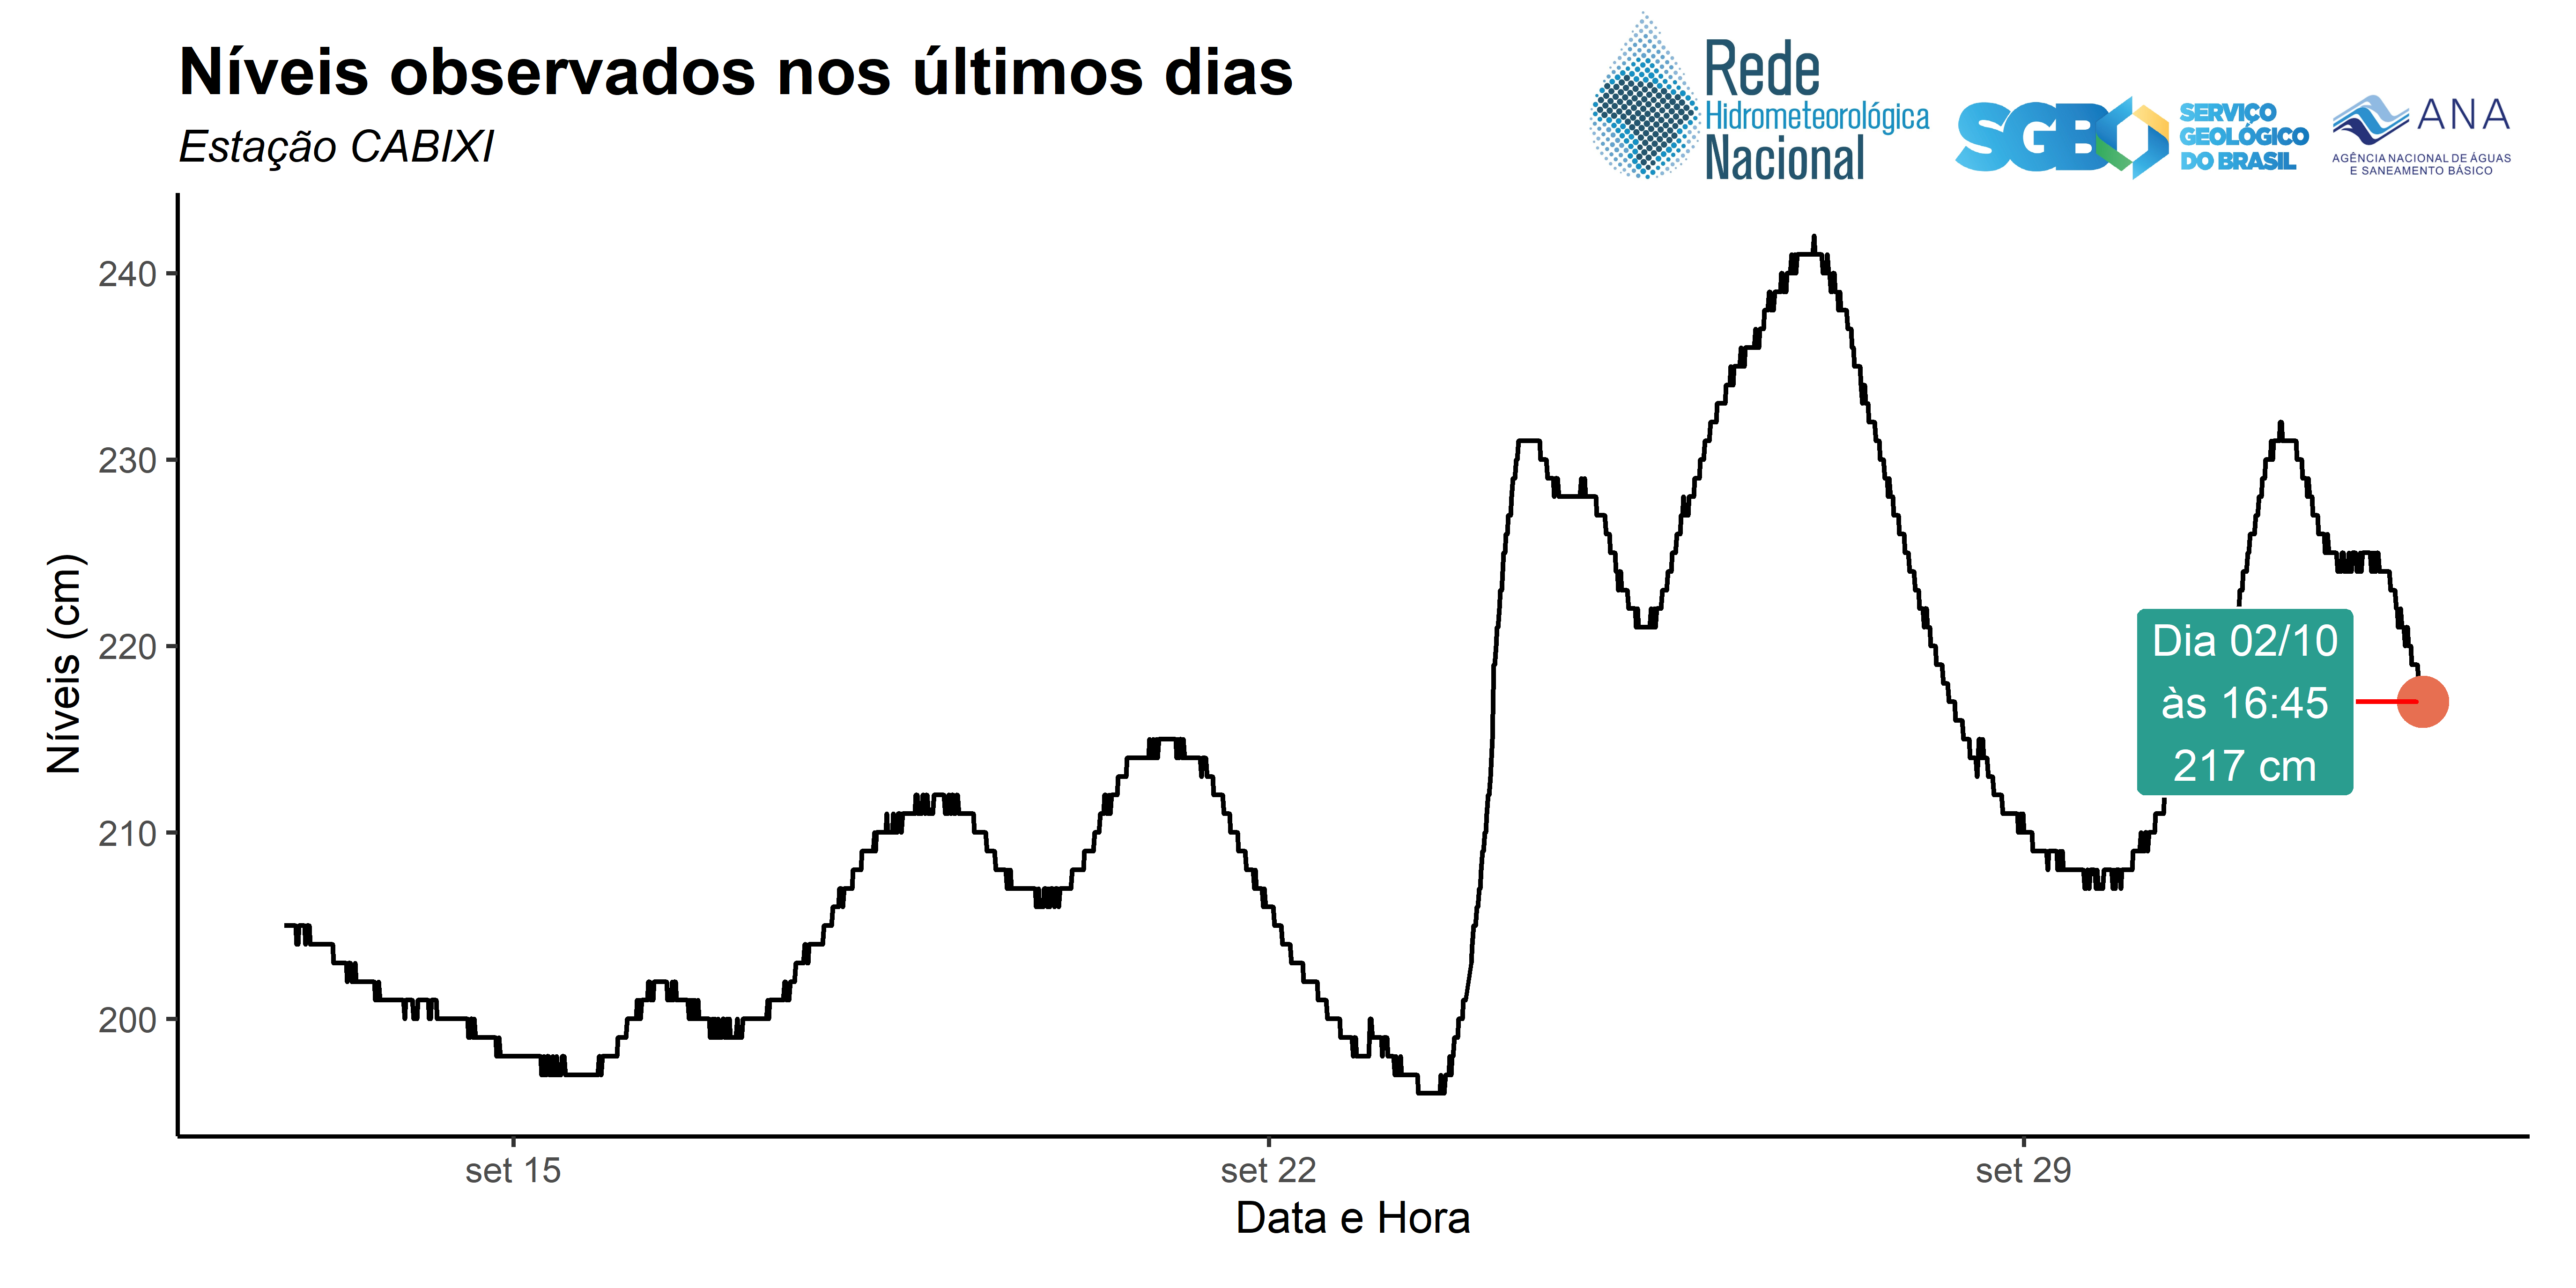 Níveis observados nos últimos dias
Estação CABIXI
Rede
Hidrometeorológica
Nacional
SGB
SERVIÇO
GEOLÓGICO
DO BRASIL
ANA
AGÊNCIA NACIONAL DE ÁGUAS
E SANEAMENTO BÁSICO
Níveis (cm)
240
230
220
210
200
Dia 02/10
às 16:45
217 cm
set 15
set 22
set 29
Data e Hora